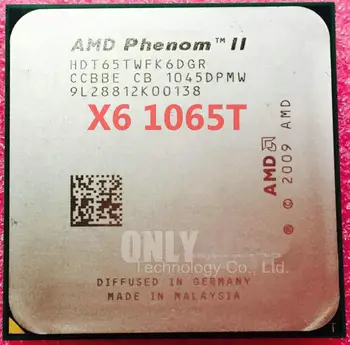 AMD Phenom™ II
HDT65TWFK6DGR
CCBBE CB 1045DPMW
9L28812K00138
X6 1065T
AMD
© 2009 AMD
ONLY
Technology Co., Ltd.
DIFFUSED IN GERMANY
MADE IN MALAYSIA